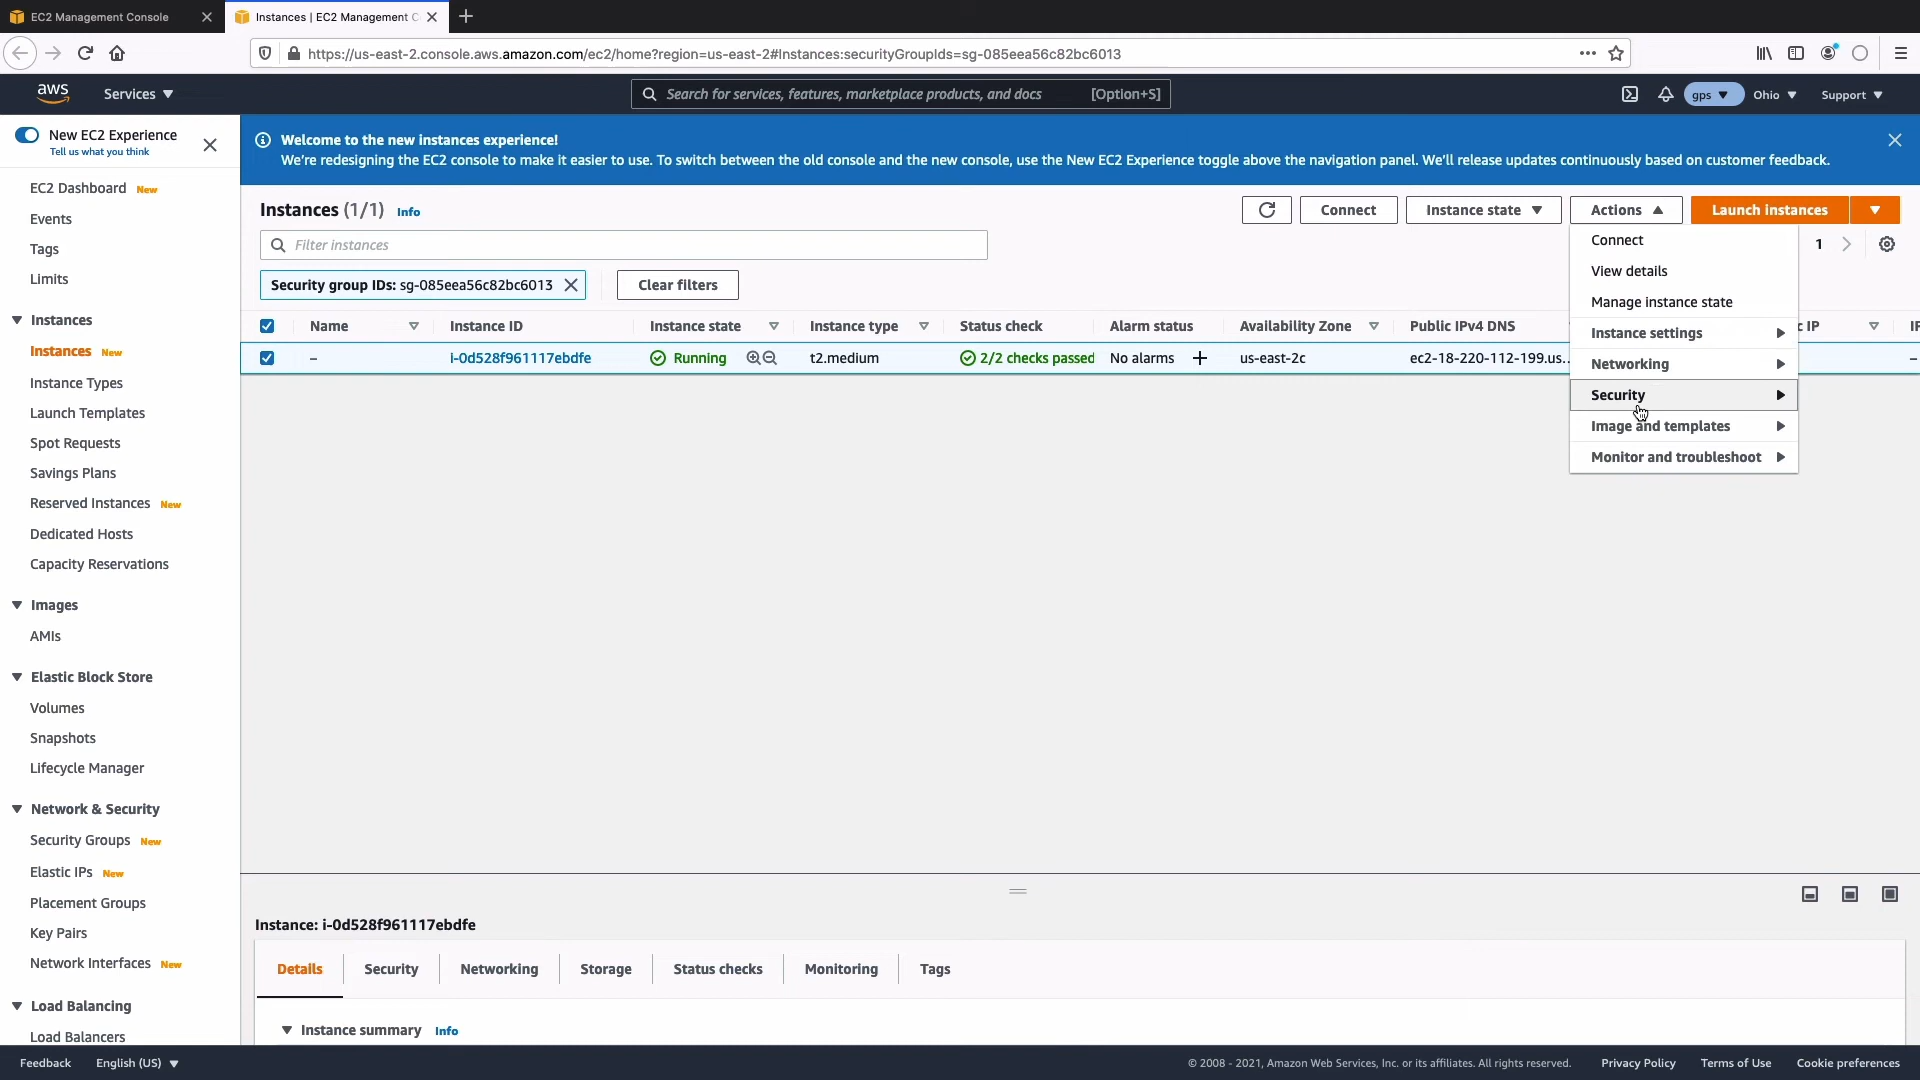 EC2 Management Console
Instances | EC2 Management C
https://us-east-2.console.aws.amazon.com/ec2/home?region=us-east-2#Instances:securityGroupIds=sg-085eea56c82bc6013
aws
Services
Search for services, features, marketplace products, and docs
[Option+S]
gps
Ohio
Support
New EC2 Experience
Tell us what you think
Welcome to the new instances experience!
We're redesigning the EC2 console to make it easier to use. To switch between the old console and the new console, use the New EC2 Experience toggle above the navigation panel. We'll release updates continuously based on customer feedback.
EC2 Dashboard New
Events
Tags
Limits
Instances
Instances New
Instance Types
Launch Templates
Spot Requests
Savings Plans
Reserved Instances New
Dedicated Hosts
Capacity Reservations
Images
AMIs
Elastic Block Store
Volumes
Snapshots
Lifecycle Manager
Network & Security
Security Groups New
Elastic IPs New
Placement Groups
Key Pairs
Network Interfaces New
Load Balancing
Load Balancers
Instances (1/1) Info
Connect
Instance state
Actions
Launch instances
Filter instances
1
Security group IDs: sg-085eea56c82bc6013
Clear filters
Connect
View details
Manage instance state
Instance settings
Networking
Security
Image and templates
Monitor and troubleshoot
Name Instance ID Instance state Instance type Status check Alarm status Availability Zone Public IPv4 DNS c IP IP
– i-0d528f961117ebdfe Running t2.medium 2/2 checks passed No alarms + us-east-2c ec2-18-220-112-199.us... –
Instance: i-0d528f961117ebdfe
Details Security Networking Storage Status checks Monitoring Tags
Instance summary Info
Feedback English (US)
© 2008 - 2021, Amazon Web Services, Inc. or its affiliates. All rights reserved. Privacy Policy Terms of Use Cookie preferences